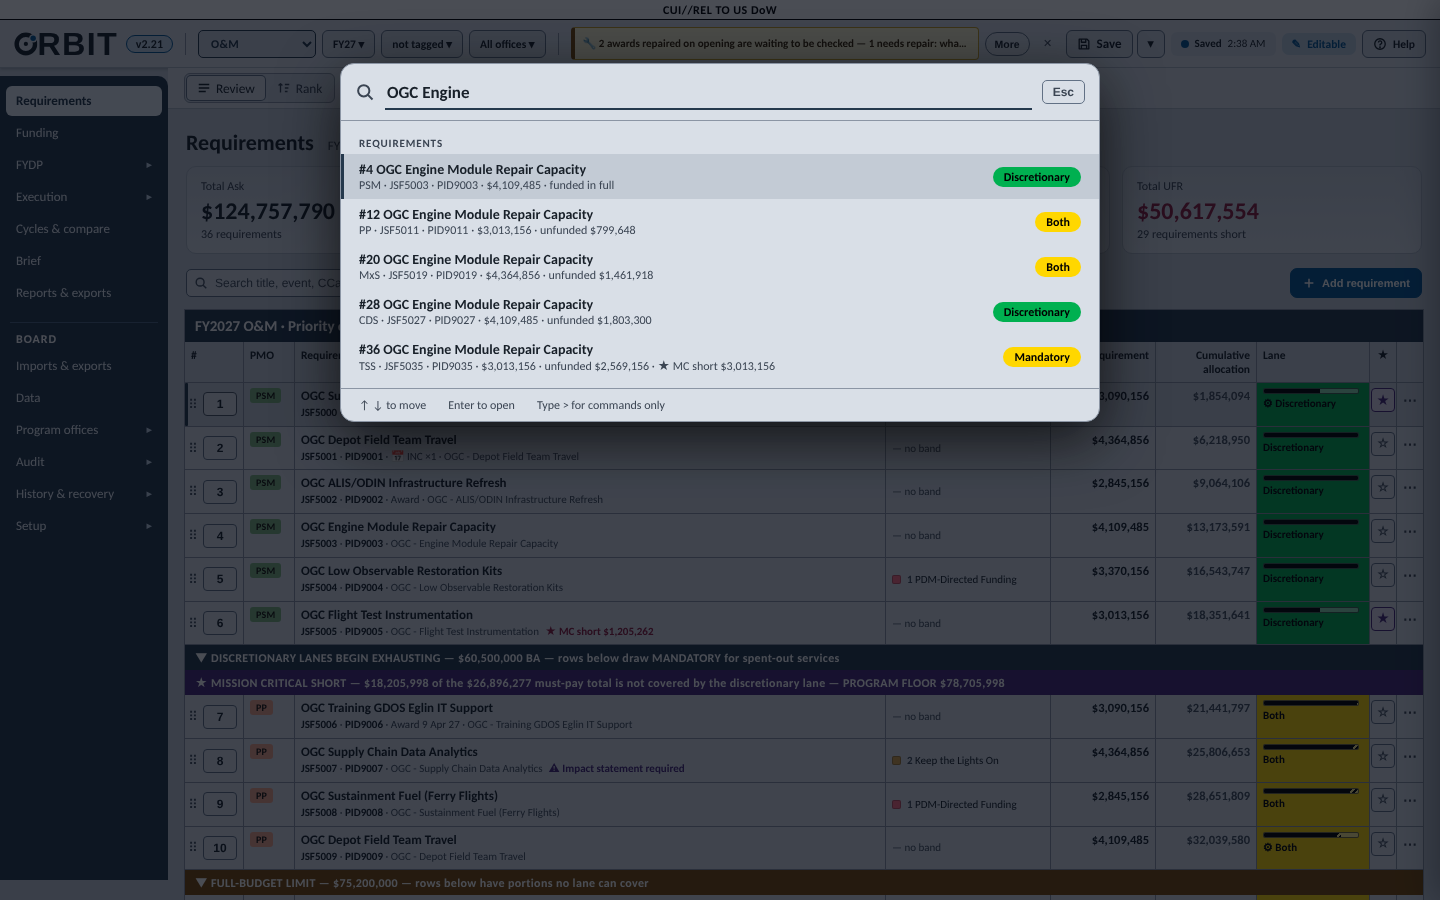 CUI//REL TO US DoW
ORBIT v2.21 O&M FY27 ▾ not tagged ▾ All offices ▾ 2 awards repaired on opening are waiting to be checked — 1 needs repair: wha… More × Save ▾ Saved 2:38 AM ✎ Editable Help
Requirements
Funding
FYDP ▸
Execution ▸
Cycles & compare
Brief
Reports & exports
BOARD
Imports & exports
Data
Program offices ▸
Audit ▸
History & recovery ▸
Setup ▸
Review Rank
Requirements
Total Ask
$124,757,790
36 requirements
Total UFR
$50,617,554
29 requirements short
Search title, event, CCa
+ Add requirement
OGC Engine Esc
REQUIREMENTS
#4 OGC Engine Module Repair Capacity Discretionary
PSM · JSF5003 · PID9003 · $4,109,485 · funded in full
#12 OGC Engine Module Repair Capacity Both
PP · JSF5011 · PID9011 · $3,013,156 · unfunded $799,648
#20 OGC Engine Module Repair Capacity Both
MxS · JSF5019 · PID9019 · $4,364,856 · unfunded $1,461,918
#28 OGC Engine Module Repair Capacity Discretionary
CDS · JSF5027 · PID9027 · $4,109,485 · unfunded $1,803,300
#36 OGC Engine Module Repair Capacity Mandatory
TSS · JSF5035 · PID9035 · $3,013,156 · unfunded $2,569,156 · ★ MC short $3,013,156
↑ ↓ to move Enter to open Type > for commands only
FY2027 O&M · Priority
# PMO Require quirement Cumulative allocation Lane ★
1 PSM OGC Su 3,090,156 $1,854,094 Discretionary ★ ⋯
JSF5000
2 PSM OGC Depot Field Team Travel — no band $4,364,856 $6,218,950 Discretionary ☆ ⋯
JSF5001 · PID9001 · INC ×1 · OGC - Depot Field Team Travel
3 PSM OGC ALIS/ODIN Infrastructure Refresh — no band $2,845,156 $9,064,106 Discretionary ☆ ⋯
JSF5002 · PID9002 · Award · OGC - ALIS/ODIN Infrastructure Refresh
4 PSM OGC Engine Module Repair Capacity — no band $4,109,485 $13,173,591 Discretionary ☆ ⋯
JSF5003 · PID9003 · OGC - Engine Module Repair Capacity
5 PSM OGC Low Observable Restoration Kits 1 PDM-Directed Funding $3,370,156 $16,543,747 Discretionary ☆ ⋯
JSF5004 · PID9004 · OGC - Low Observable Restoration Kits
6 PSM OGC Flight Test Instrumentation — no band $3,013,156 $18,351,641 Discretionary ★ ⋯
JSF5005 · PID9005 · OGC - Flight Test Instrumentation ★ MC short $1,205,262
▼ DISCRETIONARY LANES BEGIN EXHAUSTING — $60,500,000 BA — rows below draw MANDATORY for spent-out services
★ MISSION CRITICAL SHORT — $18,205,998 of the $26,896,277 must-pay total is not covered by the discretionary lane — PROGRAM FLOOR $78,705,998
7 PP OGC Training GDOS Eglin IT Support — no band $3,090,156 $21,441,797 Both ☆ ⋯
JSF5006 · PID9006 · Award 9 Apr 27 · OGC - Training GDOS Eglin IT Support
8 PP OGC Supply Chain Data Analytics 2 Keep the Lights On $4,364,856 $25,806,653 Both ☆ ⋯
JSF5007 · PID9007 · OGC - Supply Chain Data Analytics ⚠ Impact statement required
9 PP OGC Sustainment Fuel (Ferry Flights) 1 PDM-Directed Funding $2,845,156 $28,651,809 Both ☆ ⋯
JSF5008 · PID9008 · OGC - Sustainment Fuel (Ferry Flights)
10 PP OGC Depot Field Team Travel — no band $4,109,485 $32,039,580 Both ☆ ⋯
JSF5009 · PID9009 · OGC - Depot Field Team Travel
▼ FULL-BUDGET LIMIT — $75,200,000 — rows below have portions no lane can cover